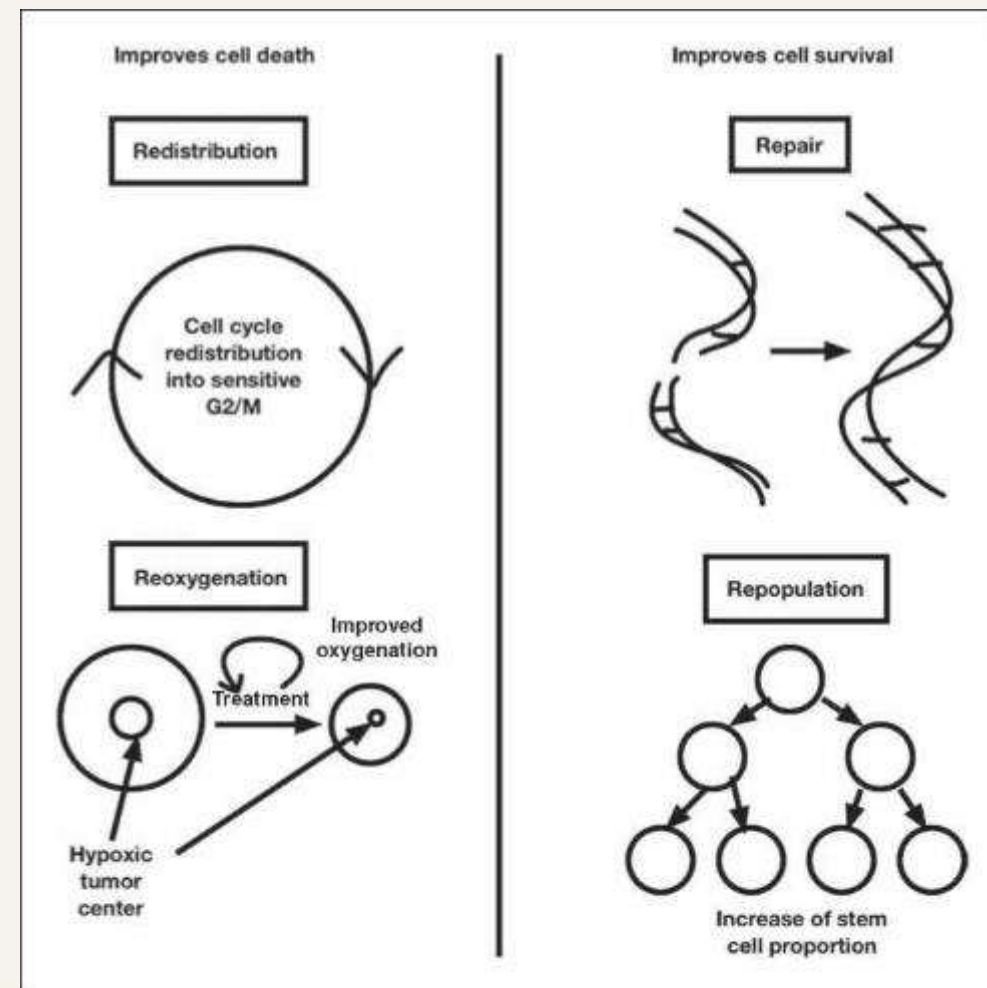 Improves cell death
Redistribution
Cell cycle
redistribution
into sensitive
G2/M
Reoxygenation
Improved
oxygenation
Treatment
Hypoxic
tumor
center
Improves cell survival
Repair
Repopulation
Increase of stem
cell proportion